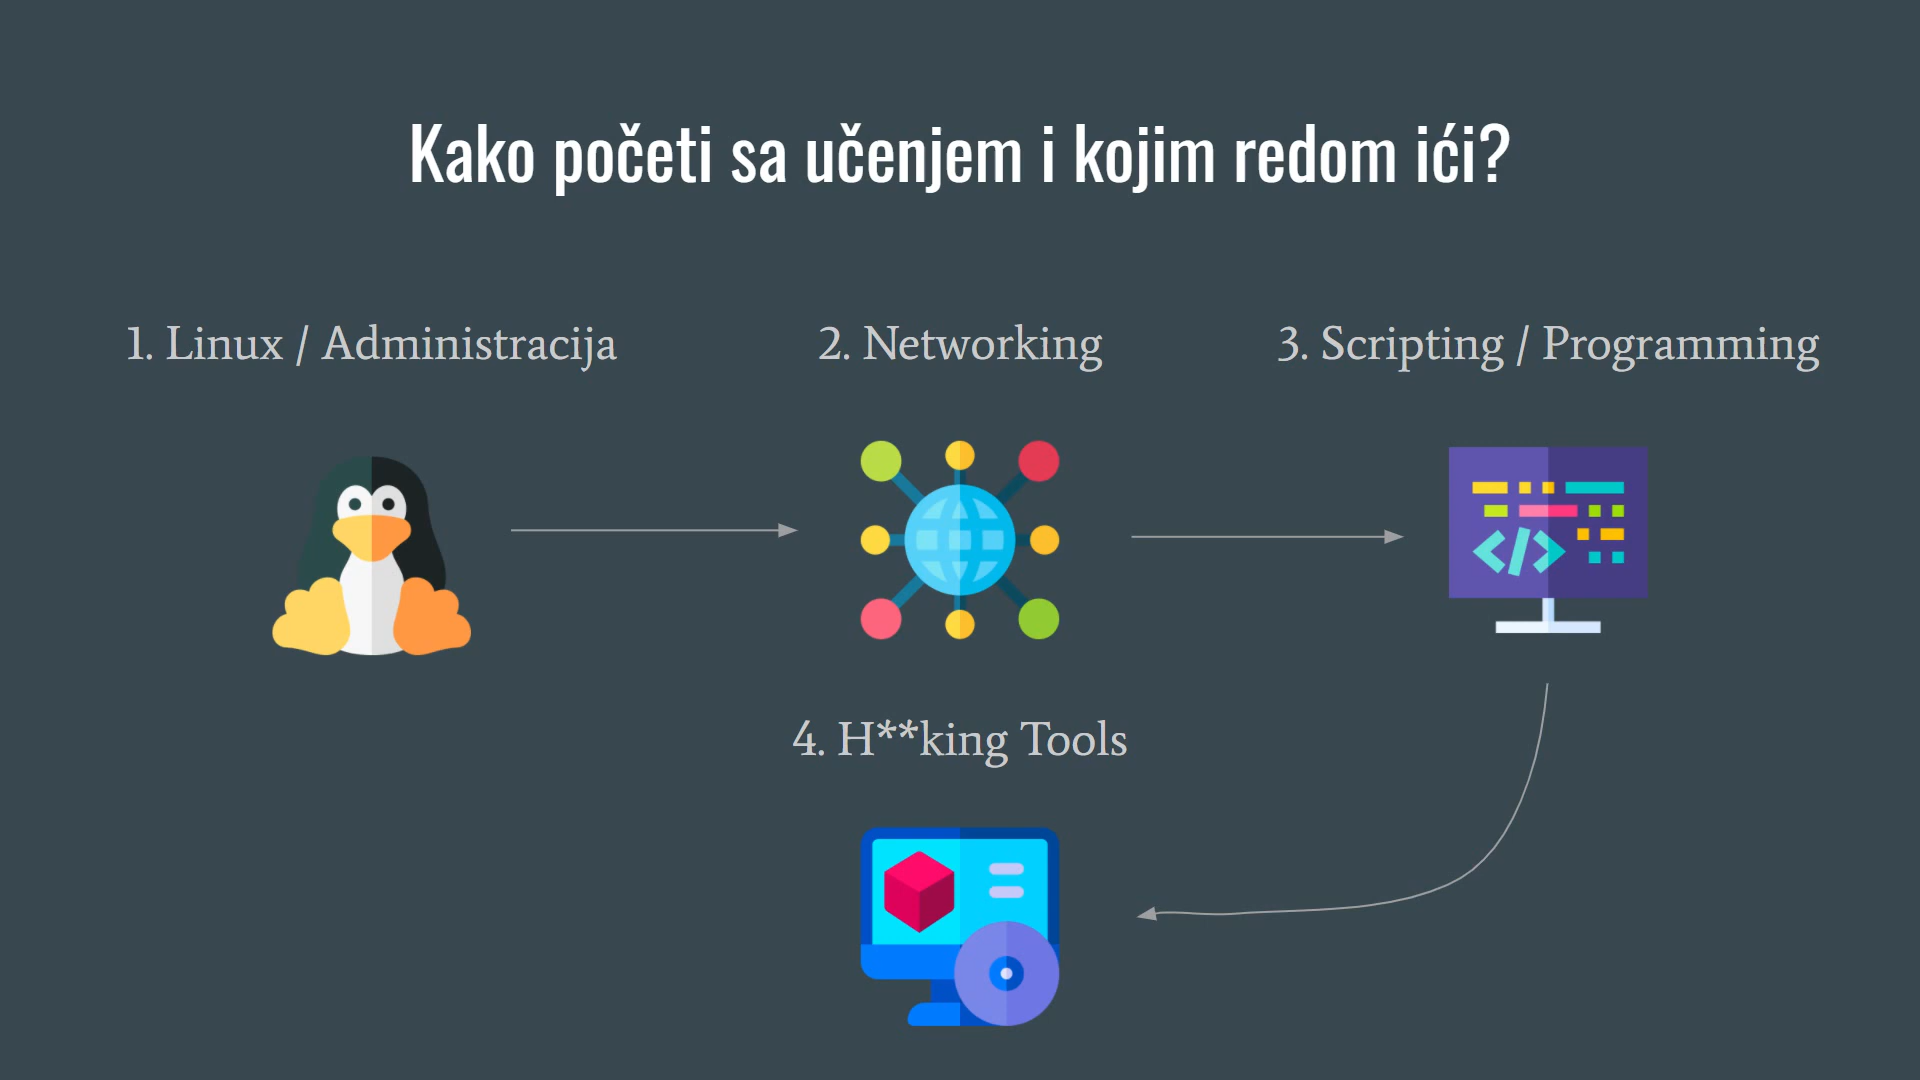 Kako početi sa učenjem i kojim redom ići?
1. Linux / Administracija
2. Networking
3. Scripting / Programming
4. H**king Tools